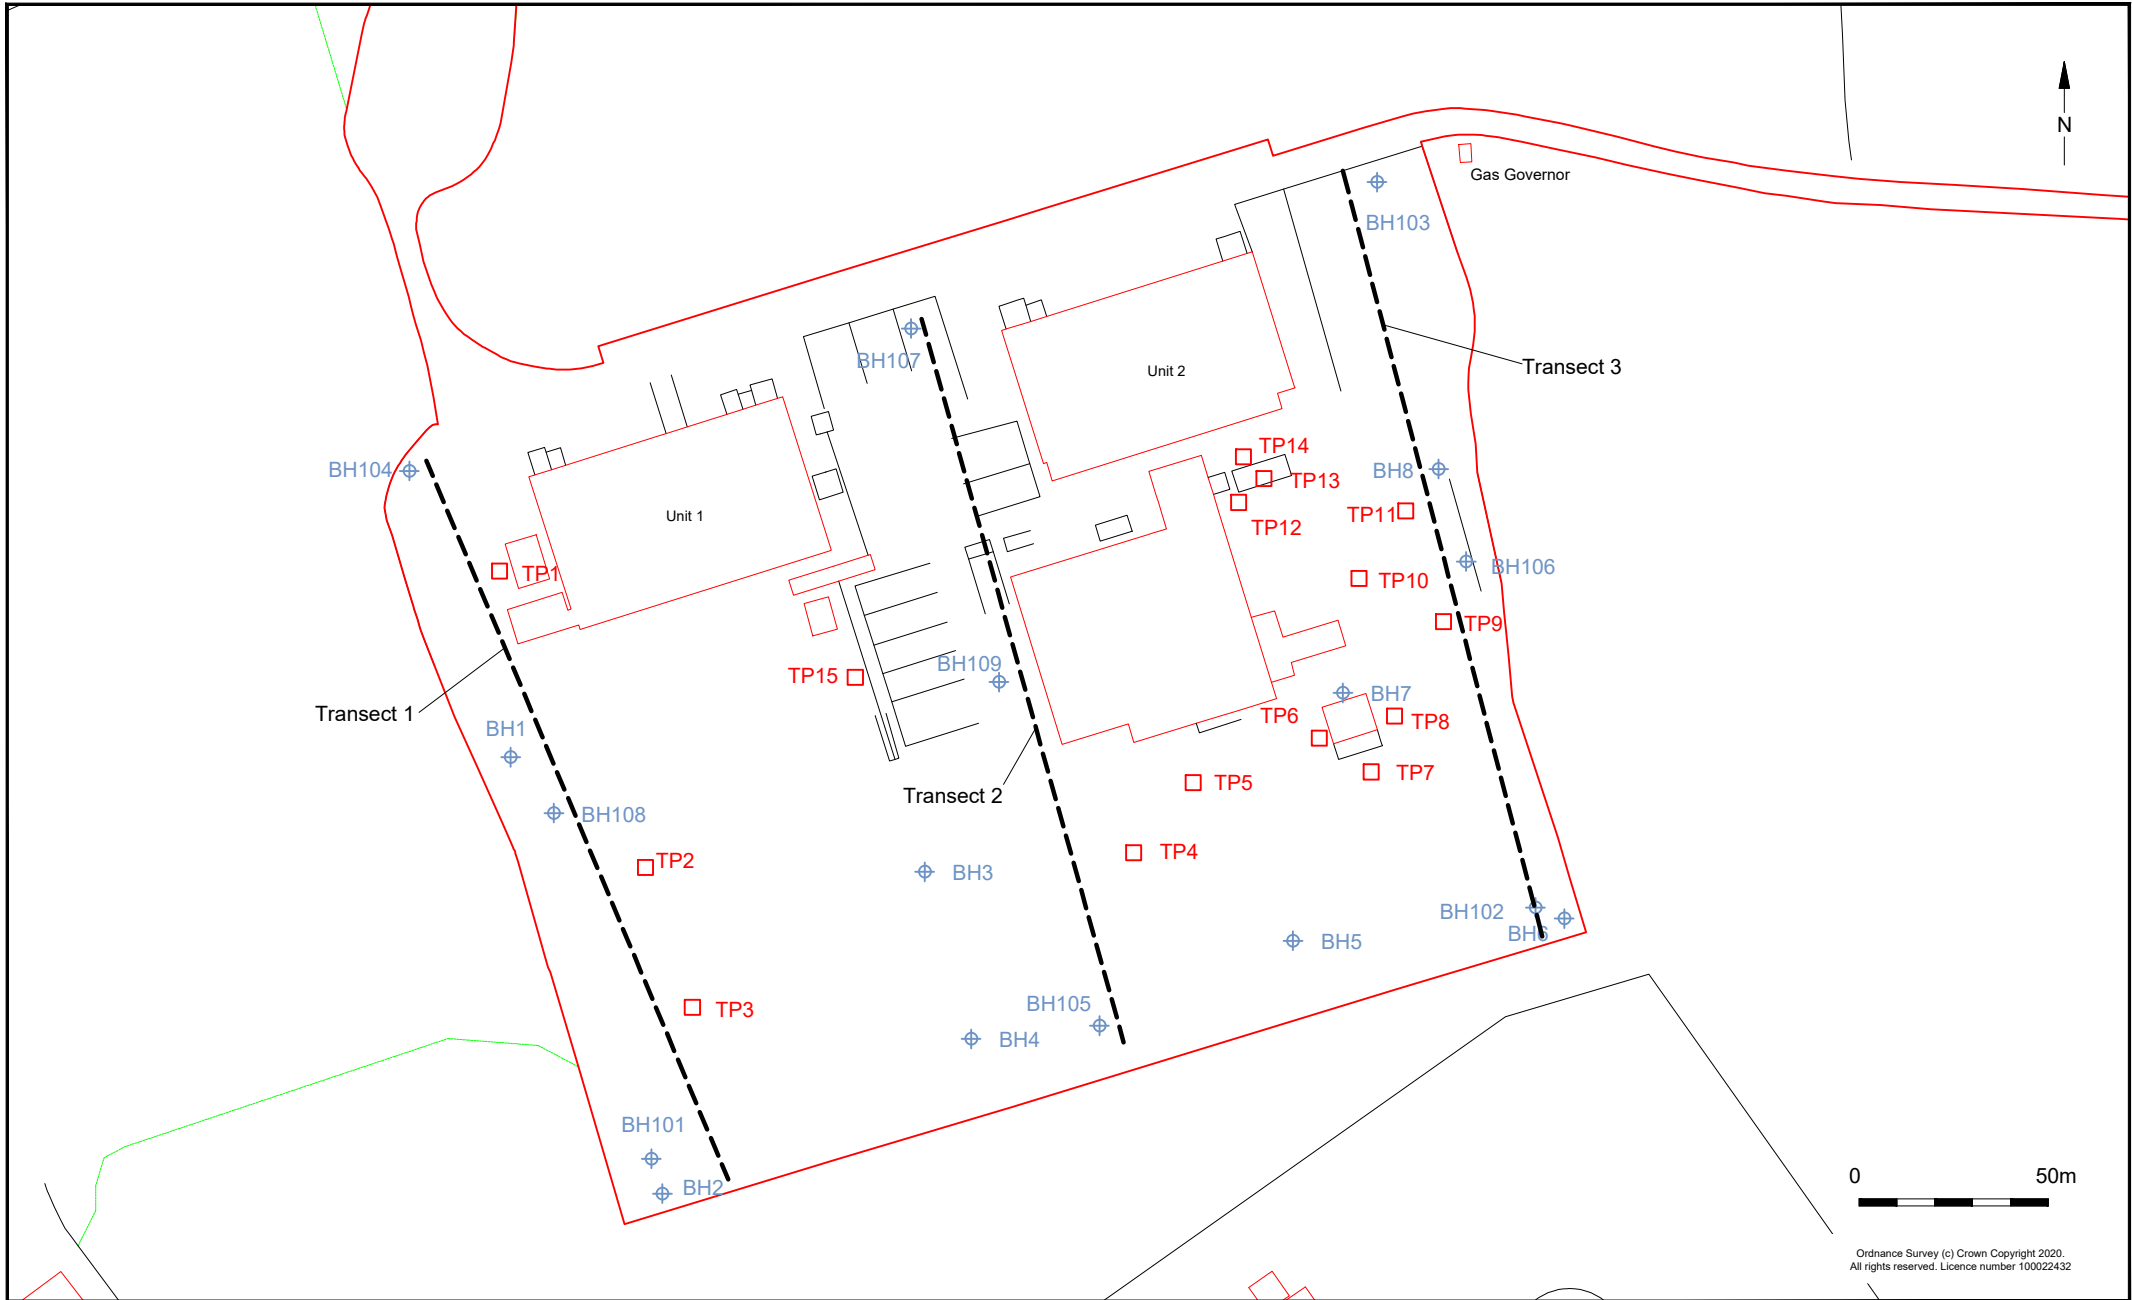 N
Gas Governor
BH103
BH107
Unit 2
Transect 3
TP14
BH104
BH8
TP13
Unit 1
TP11
TP12
TP1
BH106
TP10
TP9
BH109
TP15
BH7
Transect 1
TP6
TP8
BH1
TP7
TP5
Transect 2
BH108
TP4
TP2
BH3
BH102
BH6
BH5
BH105
TP3
BH4
BH101
0 50m
BH2
Ordnance Survey (c) Crown Copyright 2020.
All rights reserved. Licence number 100022432